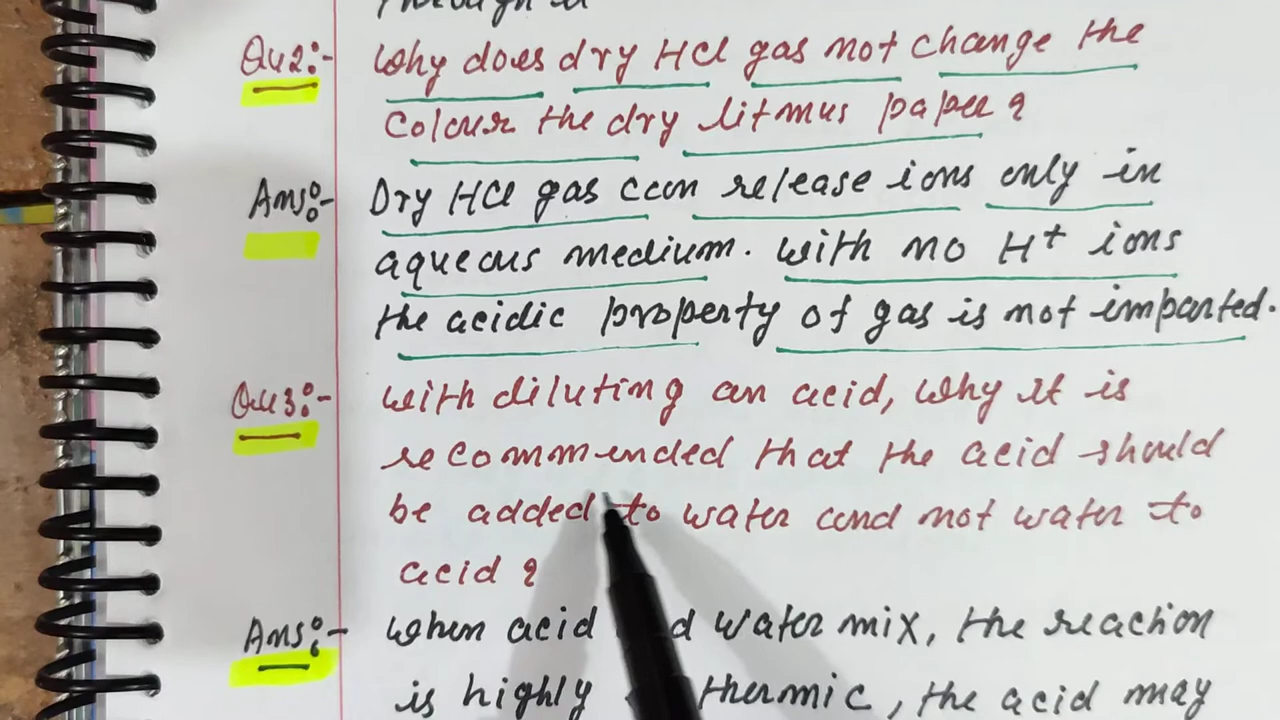 Through it
Qu2:- Why does dry HCl gas not change the
colour the dry litmus paper?
Ans:- Dry HCl gas can release ions only in
aqueous medium. With no H+ ions
the acidic property of gas is not imparted.
Qu3:- With diluting an acid, why it is
recommended that the acid should
be added to water and not water to
acid?
Ans:- When acid water mix, the reaction
is highly thermic, the acid may